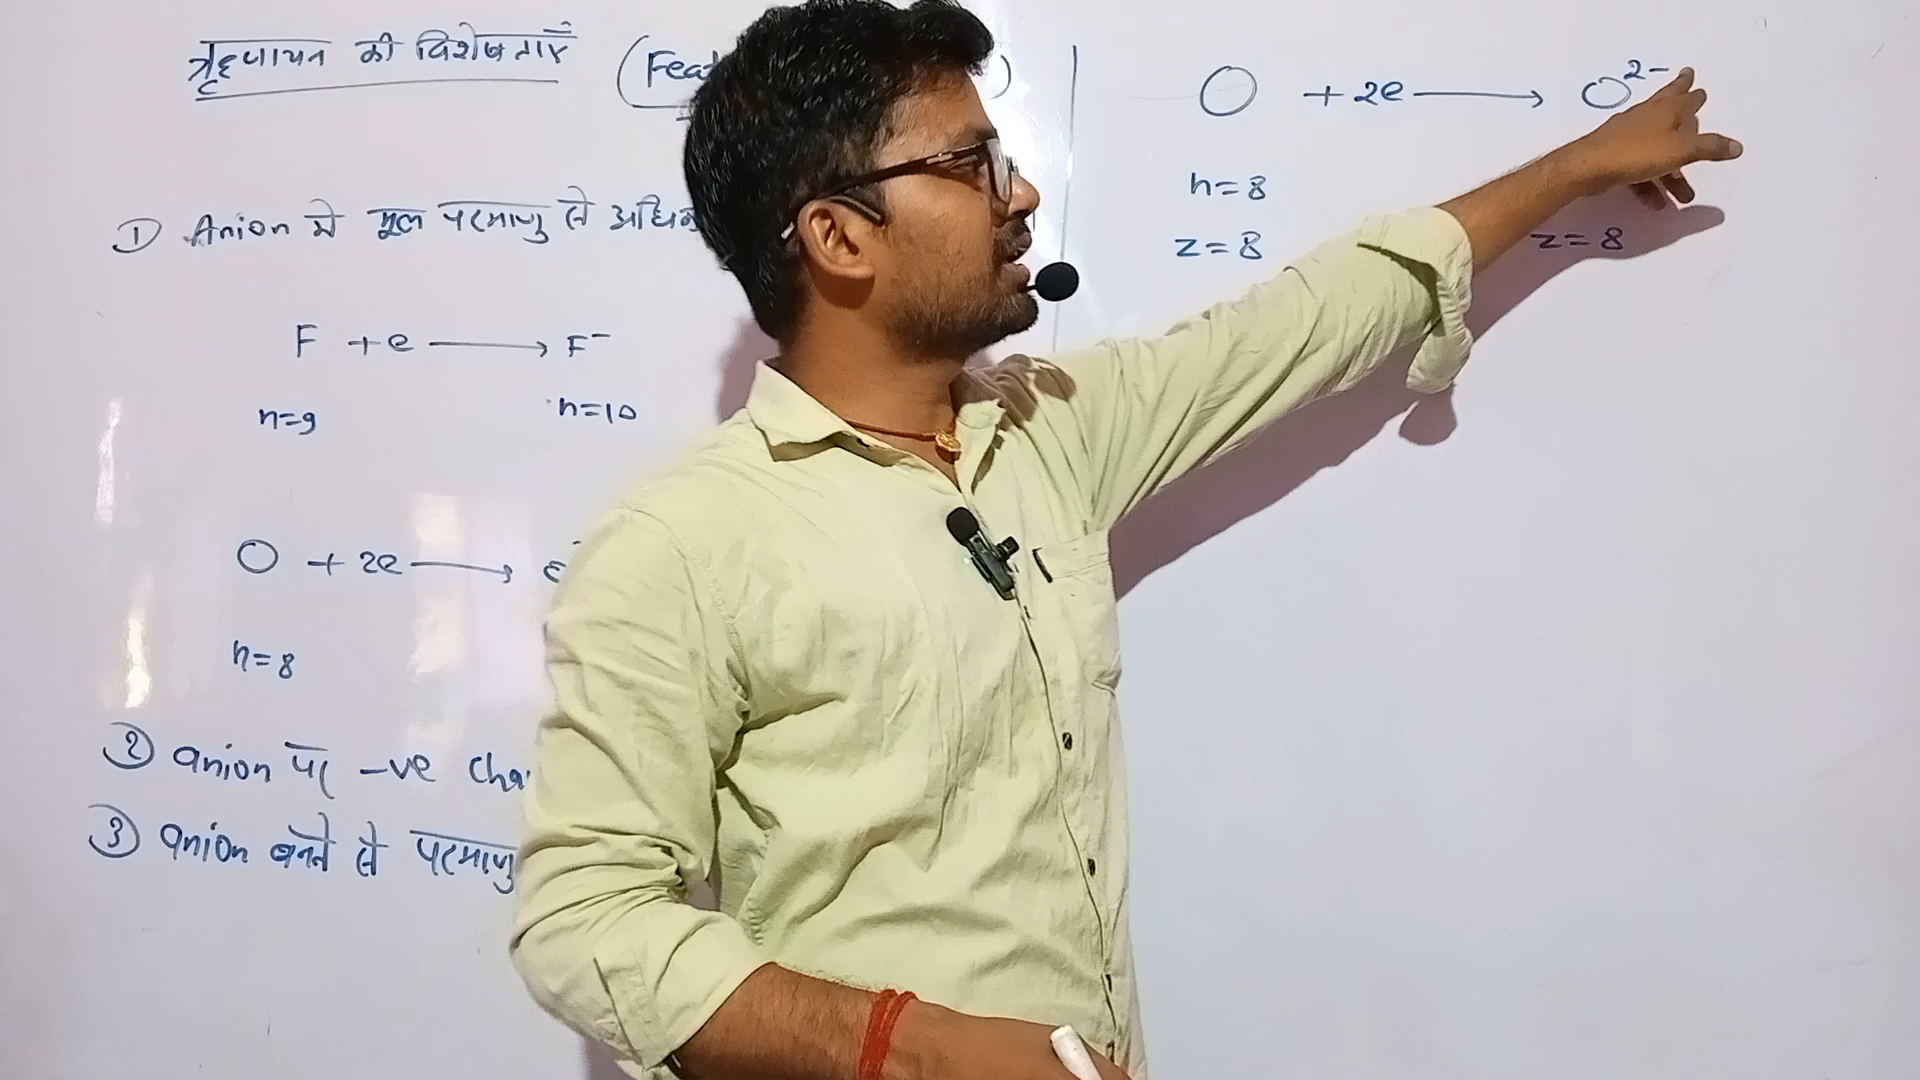 ऋृणायन की विशेषताएँ (Feat )
① Anion मे मूल परमाणु से अधिक
F + e ⟶ F⁻
n=9 n=10
O + 2e ⟶
n=8
② anion पर -ve Cha
③ anion बनने से परमाणु
O + 2e ⟶ O²⁻
n=8
z=8 z=8